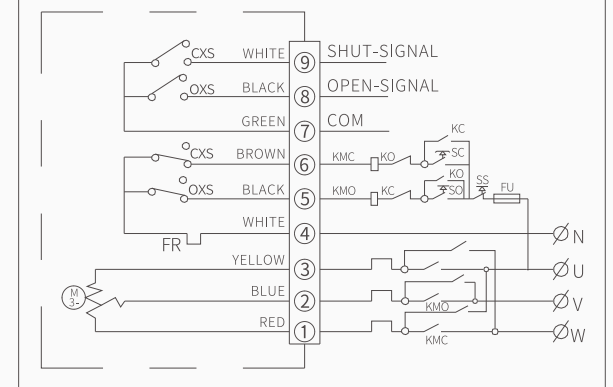 CXS WHITE 9 SHUT-SIGNAL
OXS BLACK 8 OPEN-SIGNAL
GREEN 7 COM
KC
CXS BROWN 6 KMC KO SC
KO SS FU
OXS BLACK 5 KMO KC SO
WHITE 4 N
FR
YELLOW 3 U
M
3- BLUE 2 V
KMO
RED 1 W
KMC